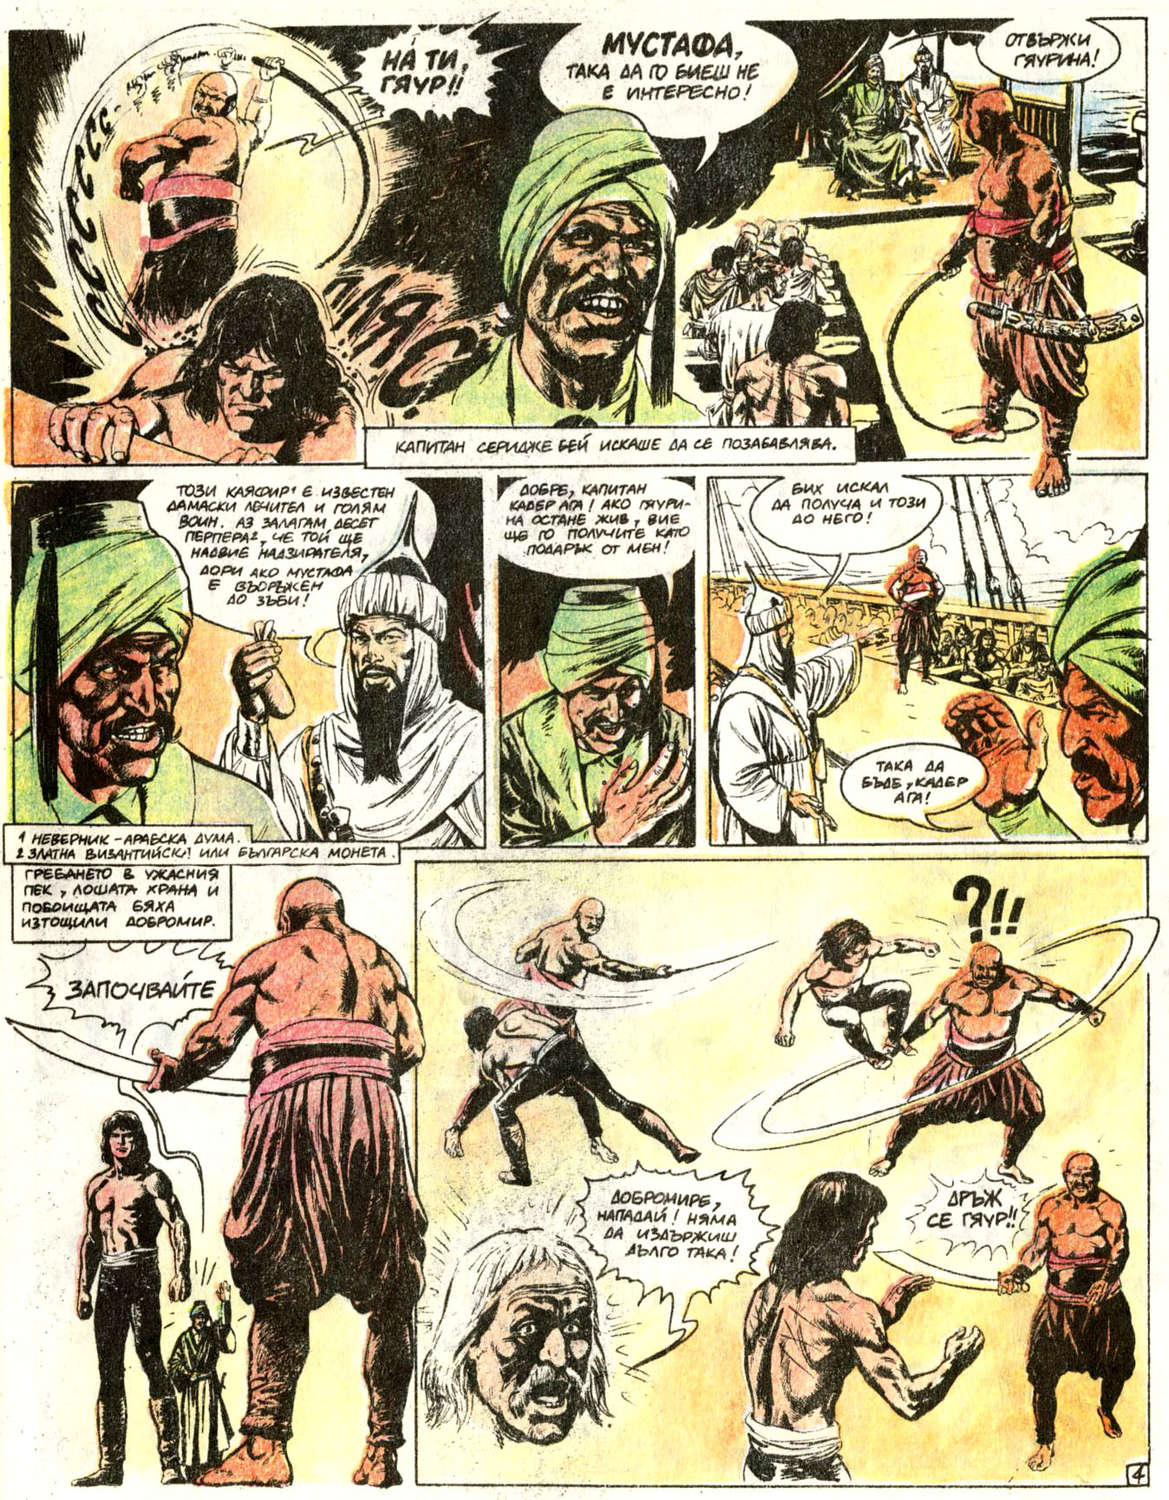 НА ТИ,
ГЯУР!!
МУСТАФА,
ТАКА ДА ГО БИЕШ НЕ
Е ИНТЕРЕСНО!
ОТВЪРЖИ
ГЯУРИНА!
ПЛЯС
КАПИТАН СЕРИДЖЕ БЕЙ ИСКАШЕ ДА СЕ ПОЗАБАВЛЯВА.
ТОЗИ КАЯФИР¹ Е ИЗВЕСТЕН
ДАМАСКИ ЛЕЧИТЕЛ И ГОЛЯМ
ВОИН. АЗ ЗАЛАГАМ ДЕСЕТ
ПЕРПЕРА², ЧЕ ТОЙ ЩЕ
НАДВИЕ НАДЗИРАТЕЛЯ,
ДОРИ АКО МУСТАФА
Е ВЪОРЪЖЕН
ДО ЗЪБИ!
1 НЕВЕРНИК - АРАБСКА ДУМА.
2 ЗЛАТНА ВИЗАНТИЙСКА ИЛИ БЪЛГАРСКА МОНЕТА.
ДОБРЕ, КАПИТАН
КАДЕР АГА! АКО ГЯУРИ-
НА ОСТАНЕ ЖИВ, ВИЕ
ЩЕ ГО ПОЛУЧИТЕ КАТО
ПОДАРЪК ОТ МЕН!
БИХ ИСКАЛ
ДА ПОЛУЧА И ТОЗИ
ДО НЕГО!
ТАКА ДА
БЪДЕ, КАДЕР
АГА!
ГРЕБАНЕТО В УЖАСНИЯ
ПЕК, ЛОШАТА ХРАНА И
ПОБОИЩАТА БЯХА
ИЗТОЩИЛИ ДОБРОМИР.
ЗАПОЧВАЙТЕ
?!!
ДОБРОМИРЕ,
НАПАДАЙ! НЯМА
ДА ИЗДЪРЖИШ
ДЪЛГО ТАКА!
ДРЪЖ
СЕ ГЯУР!!
4